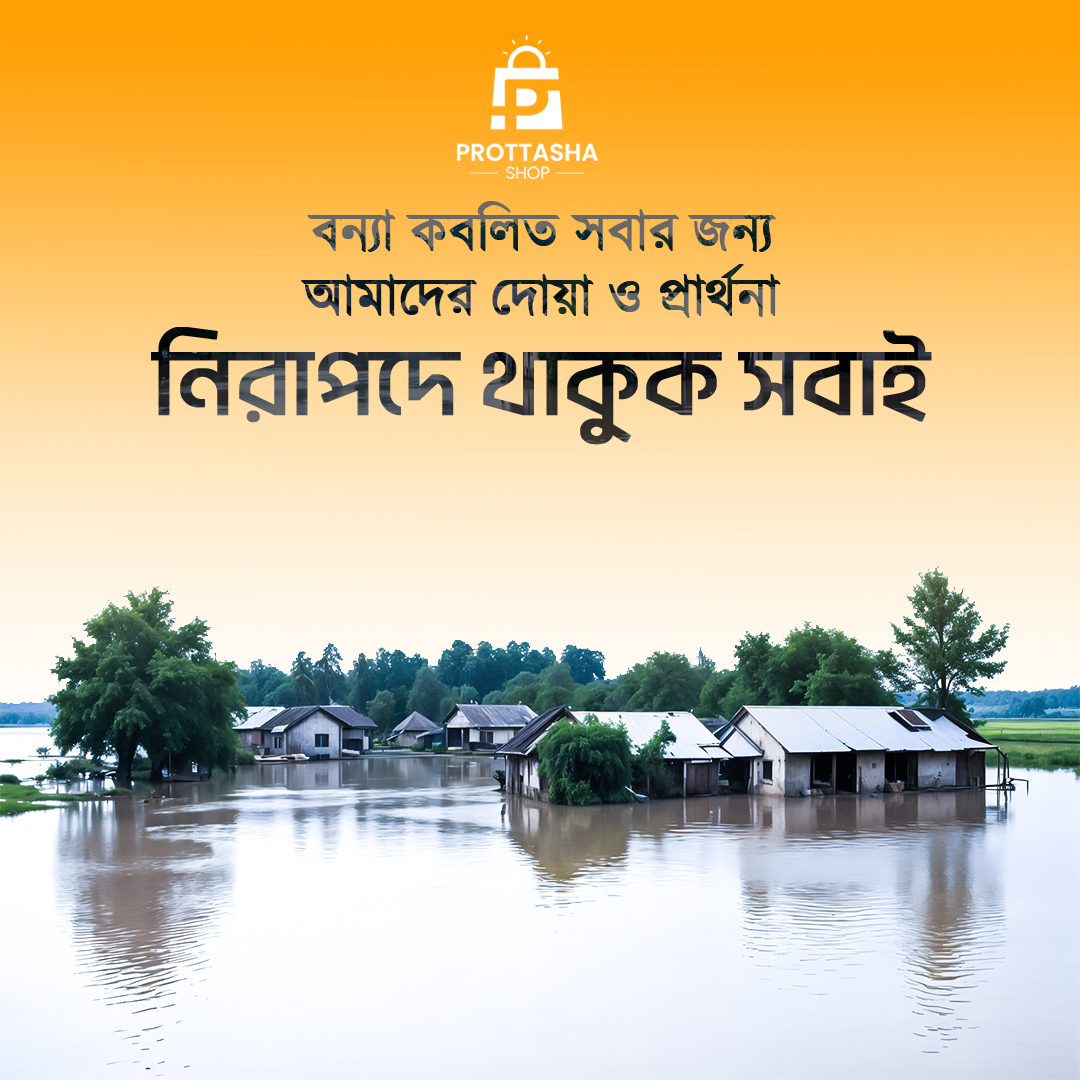 PROTTASHA
SHOP
বন্যা কবলিত সবার জন্য
আমাদের দোয়া ও প্রার্থনা
নিরাপদে থাকুক সবাই